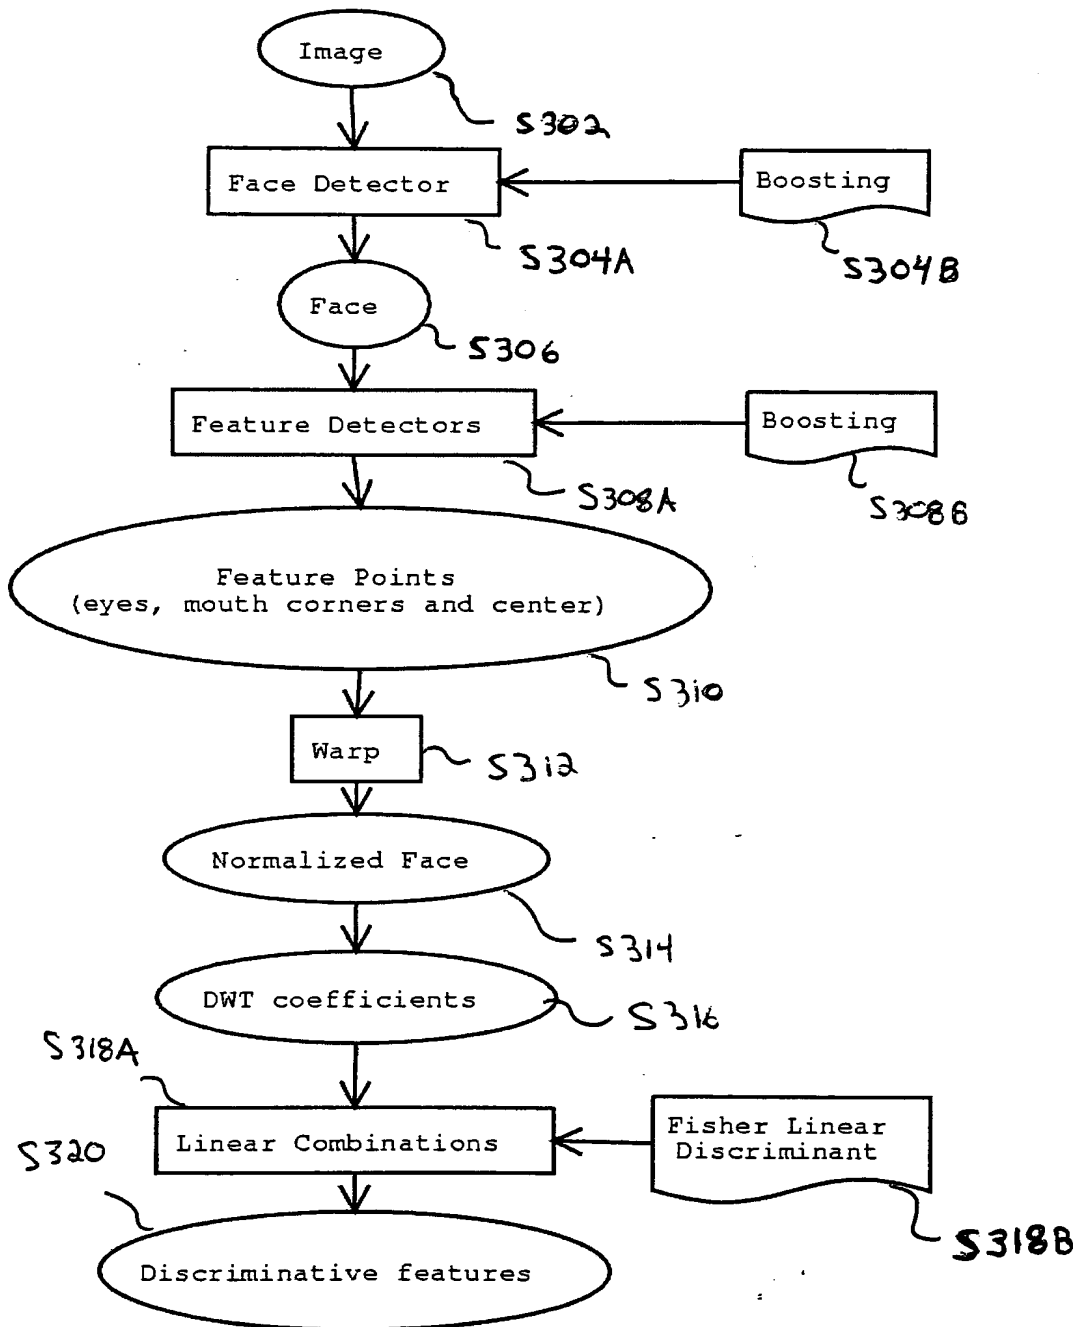 Image
S302
Face Detector
Boosting
S304A
S304B
Face
S306
Feature Detectors
Boosting
S308A
S308B
Feature Points
(eyes, mouth corners and center)
S310
Warp
S312
Normalized Face
S314
DWT coefficients
S316
S318A
Linear Combinations
Fisher Linear
Discriminant
S320
S318B
Discriminative features